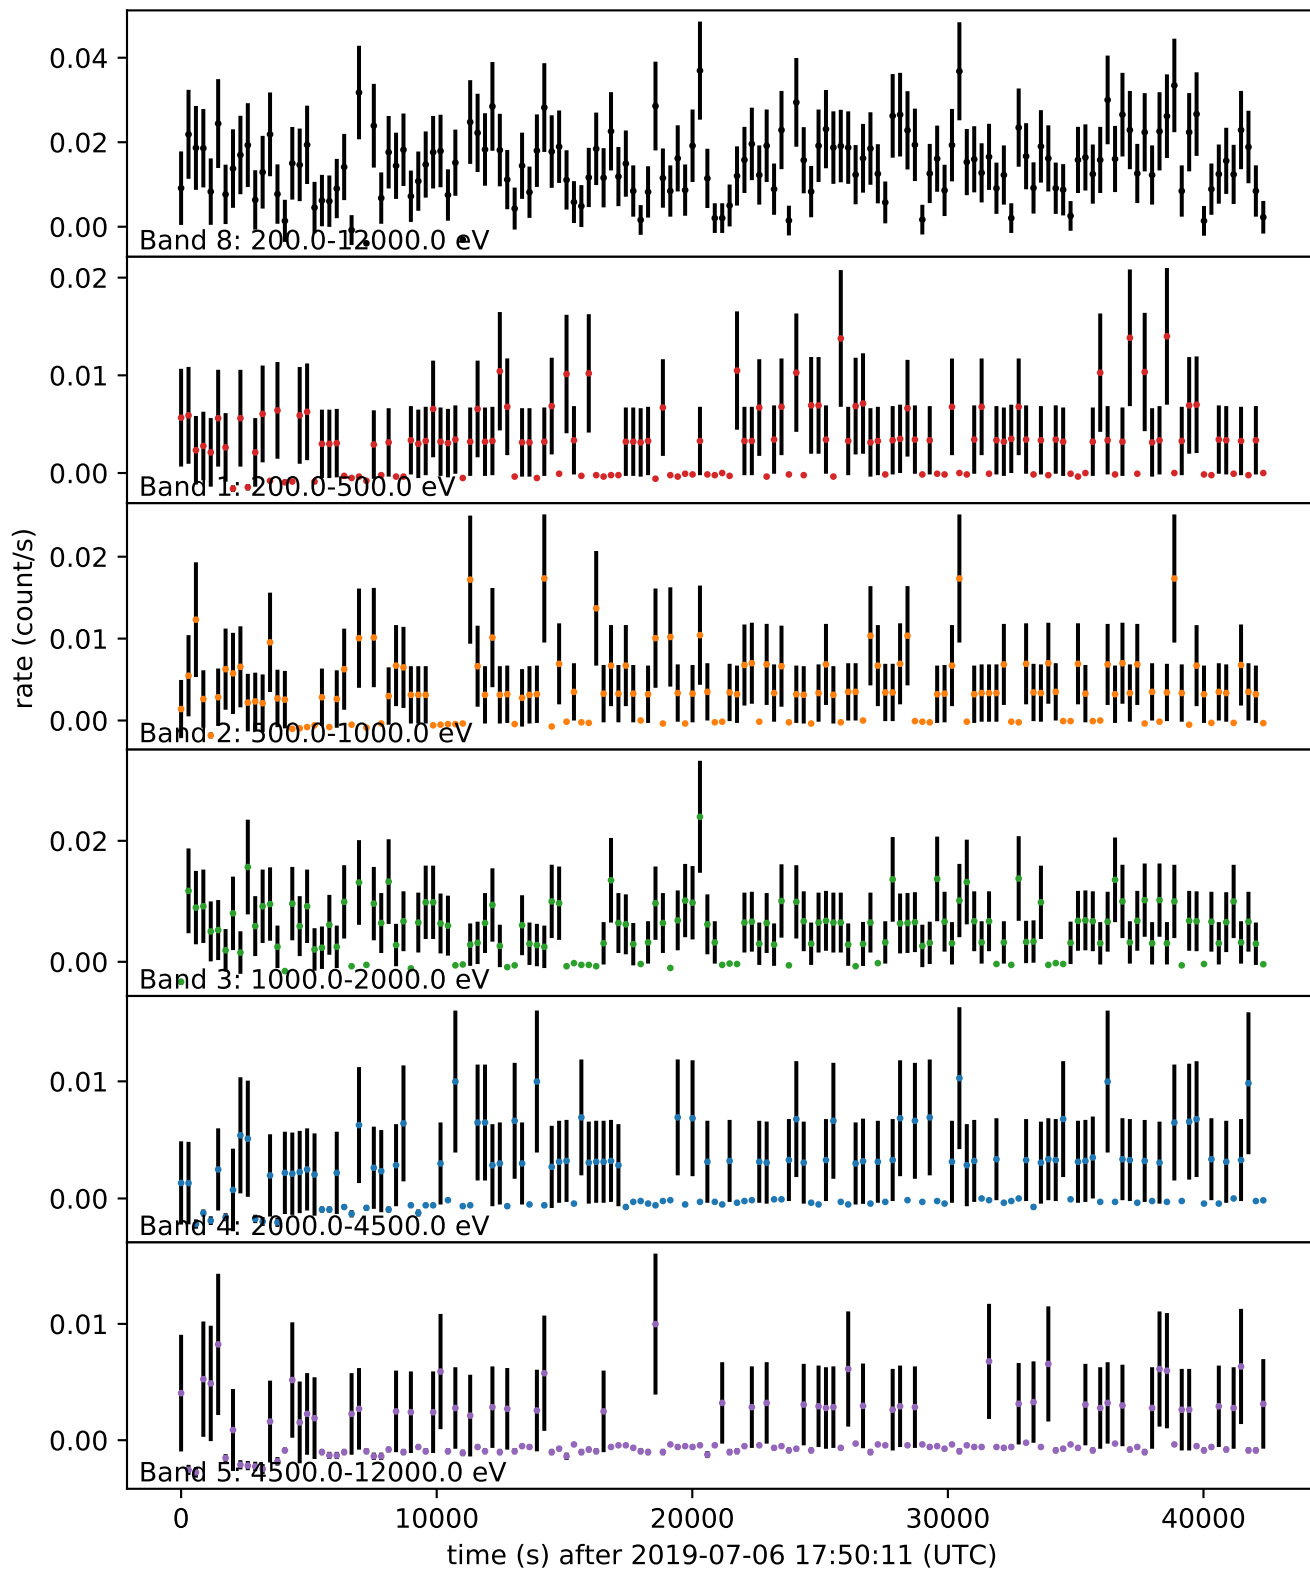 0.04
0.02
0.00
Band 8: 200.0-12000.0 eV
0.02
0.01
0.00
Band 1: 200.0-500.0 eV
rate (count/s)
0.02
0.01
0.00
Band 2: 500.0-1000.0 eV
0.02
0.00
Band 3: 1000.0-2000.0 eV
0.01
0.00
Band 4: 2000.0-4500.0 eV
0.01
0.00
Band 5: 4500.0-12000.0 eV
0 10000 20000 30000 40000
time (s) after 2019-07-06 17:50:11 (UTC)